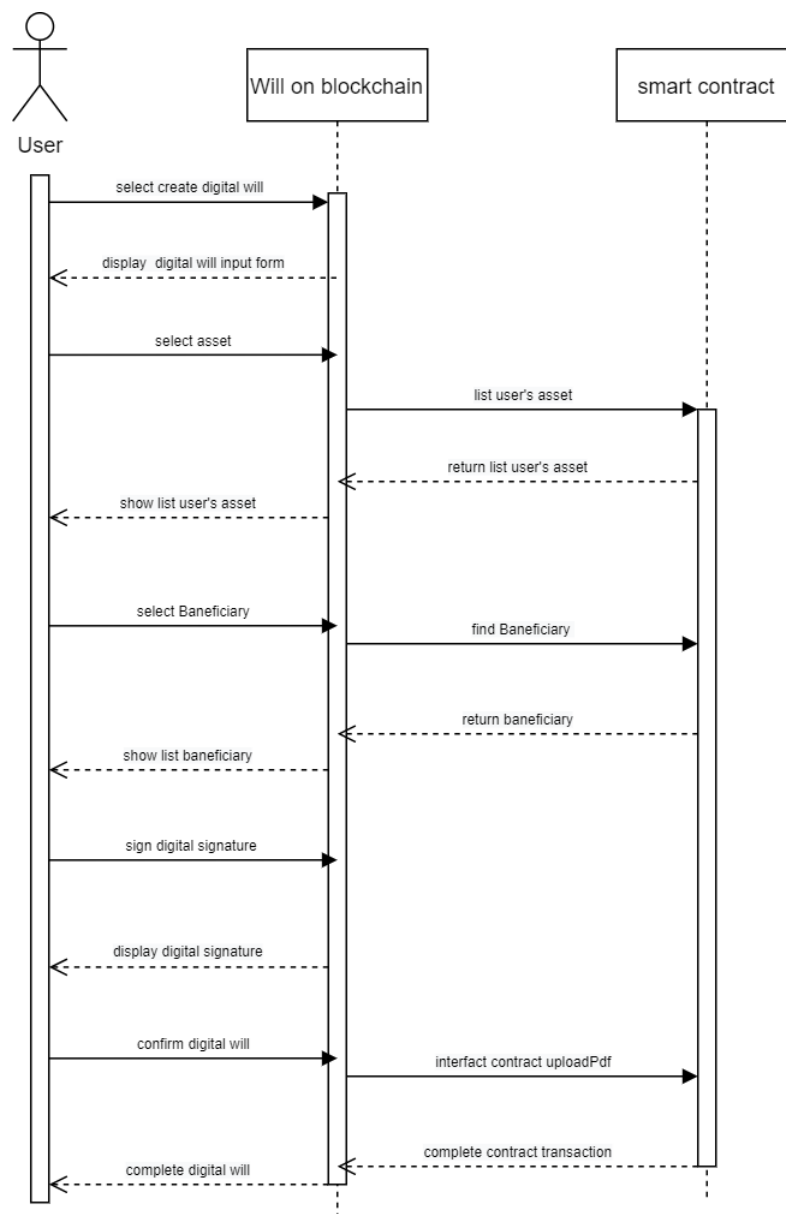 Will on blockchain
smart contract
User
select create digital will
display digital will input form
select asset
list user's asset
return list user's asset
show list user's asset
select Baneficiary
find Baneficiary
return baneficiary
show list baneficiary
sign digital signature
display digital signature
confirm digital will
interfact contract uploadPdf
complete contract transaction
complete digital will